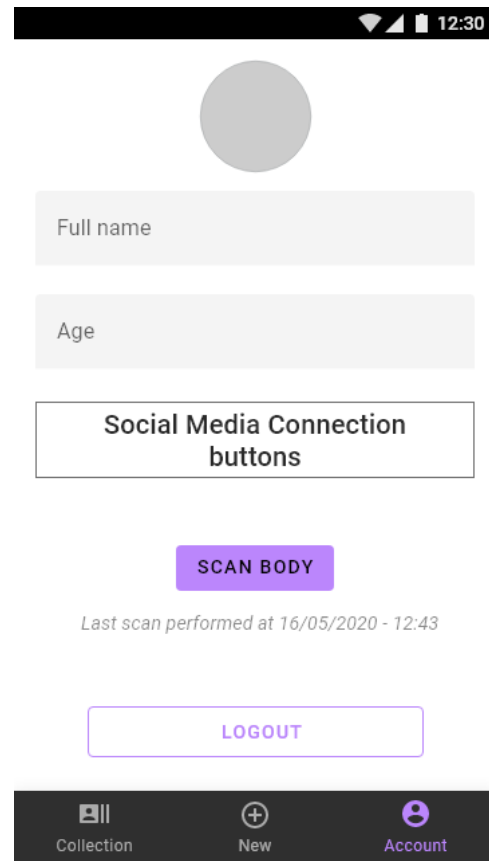 12:30
Full name
Age
Social Media Connection
buttons
SCAN BODY
Last scan performed at 16/05/2020 - 12:43
LOGOUT
Collection
New
Account